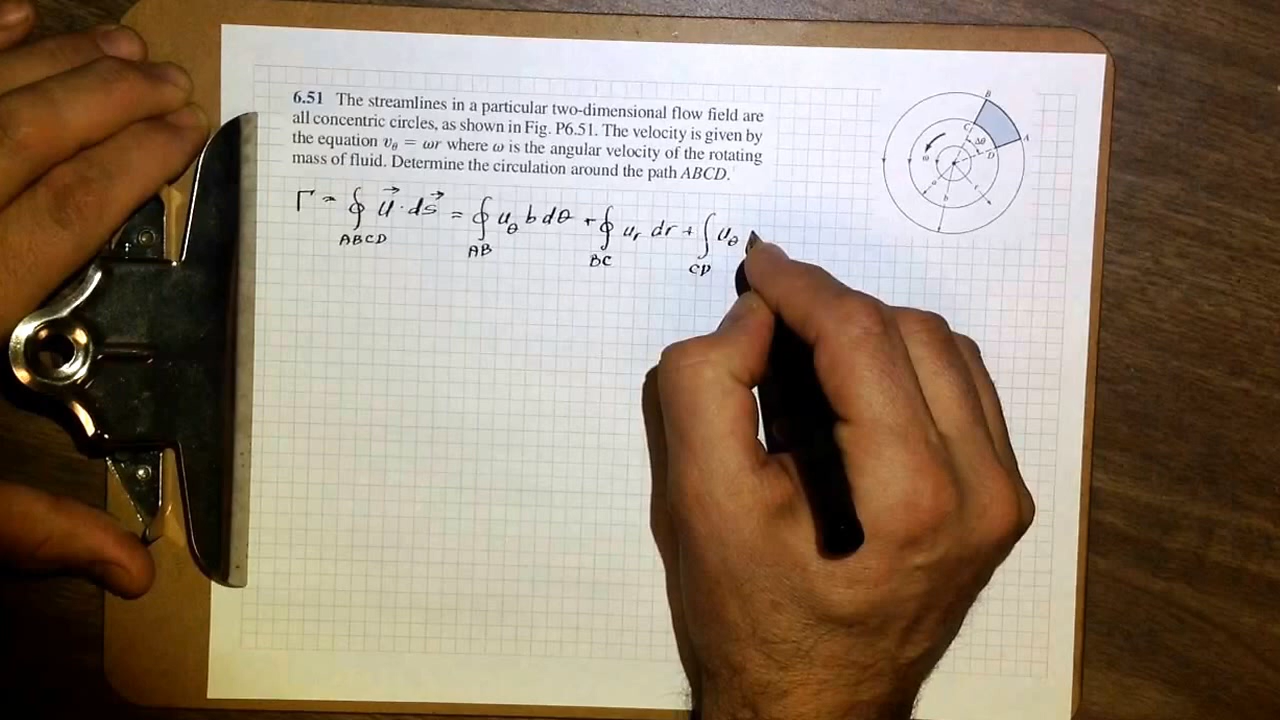 6.51 The streamlines in a particular two-dimensional flow field are
all concentric circles, as shown in Fig. P6.51. The velocity is given by
the equation v_θ = ωr where ω is the angular velocity of the rotating
mass of fluid. Determine the circulation around the path ABCD.
B
A
C
Δθ
D
ω
a
r
b
Γ = ∮ u⃗ · ds⃗ = ∮ u_θ b dθ + ∮ u_r dr + ∫ u_θ
ABCD AB BC CD